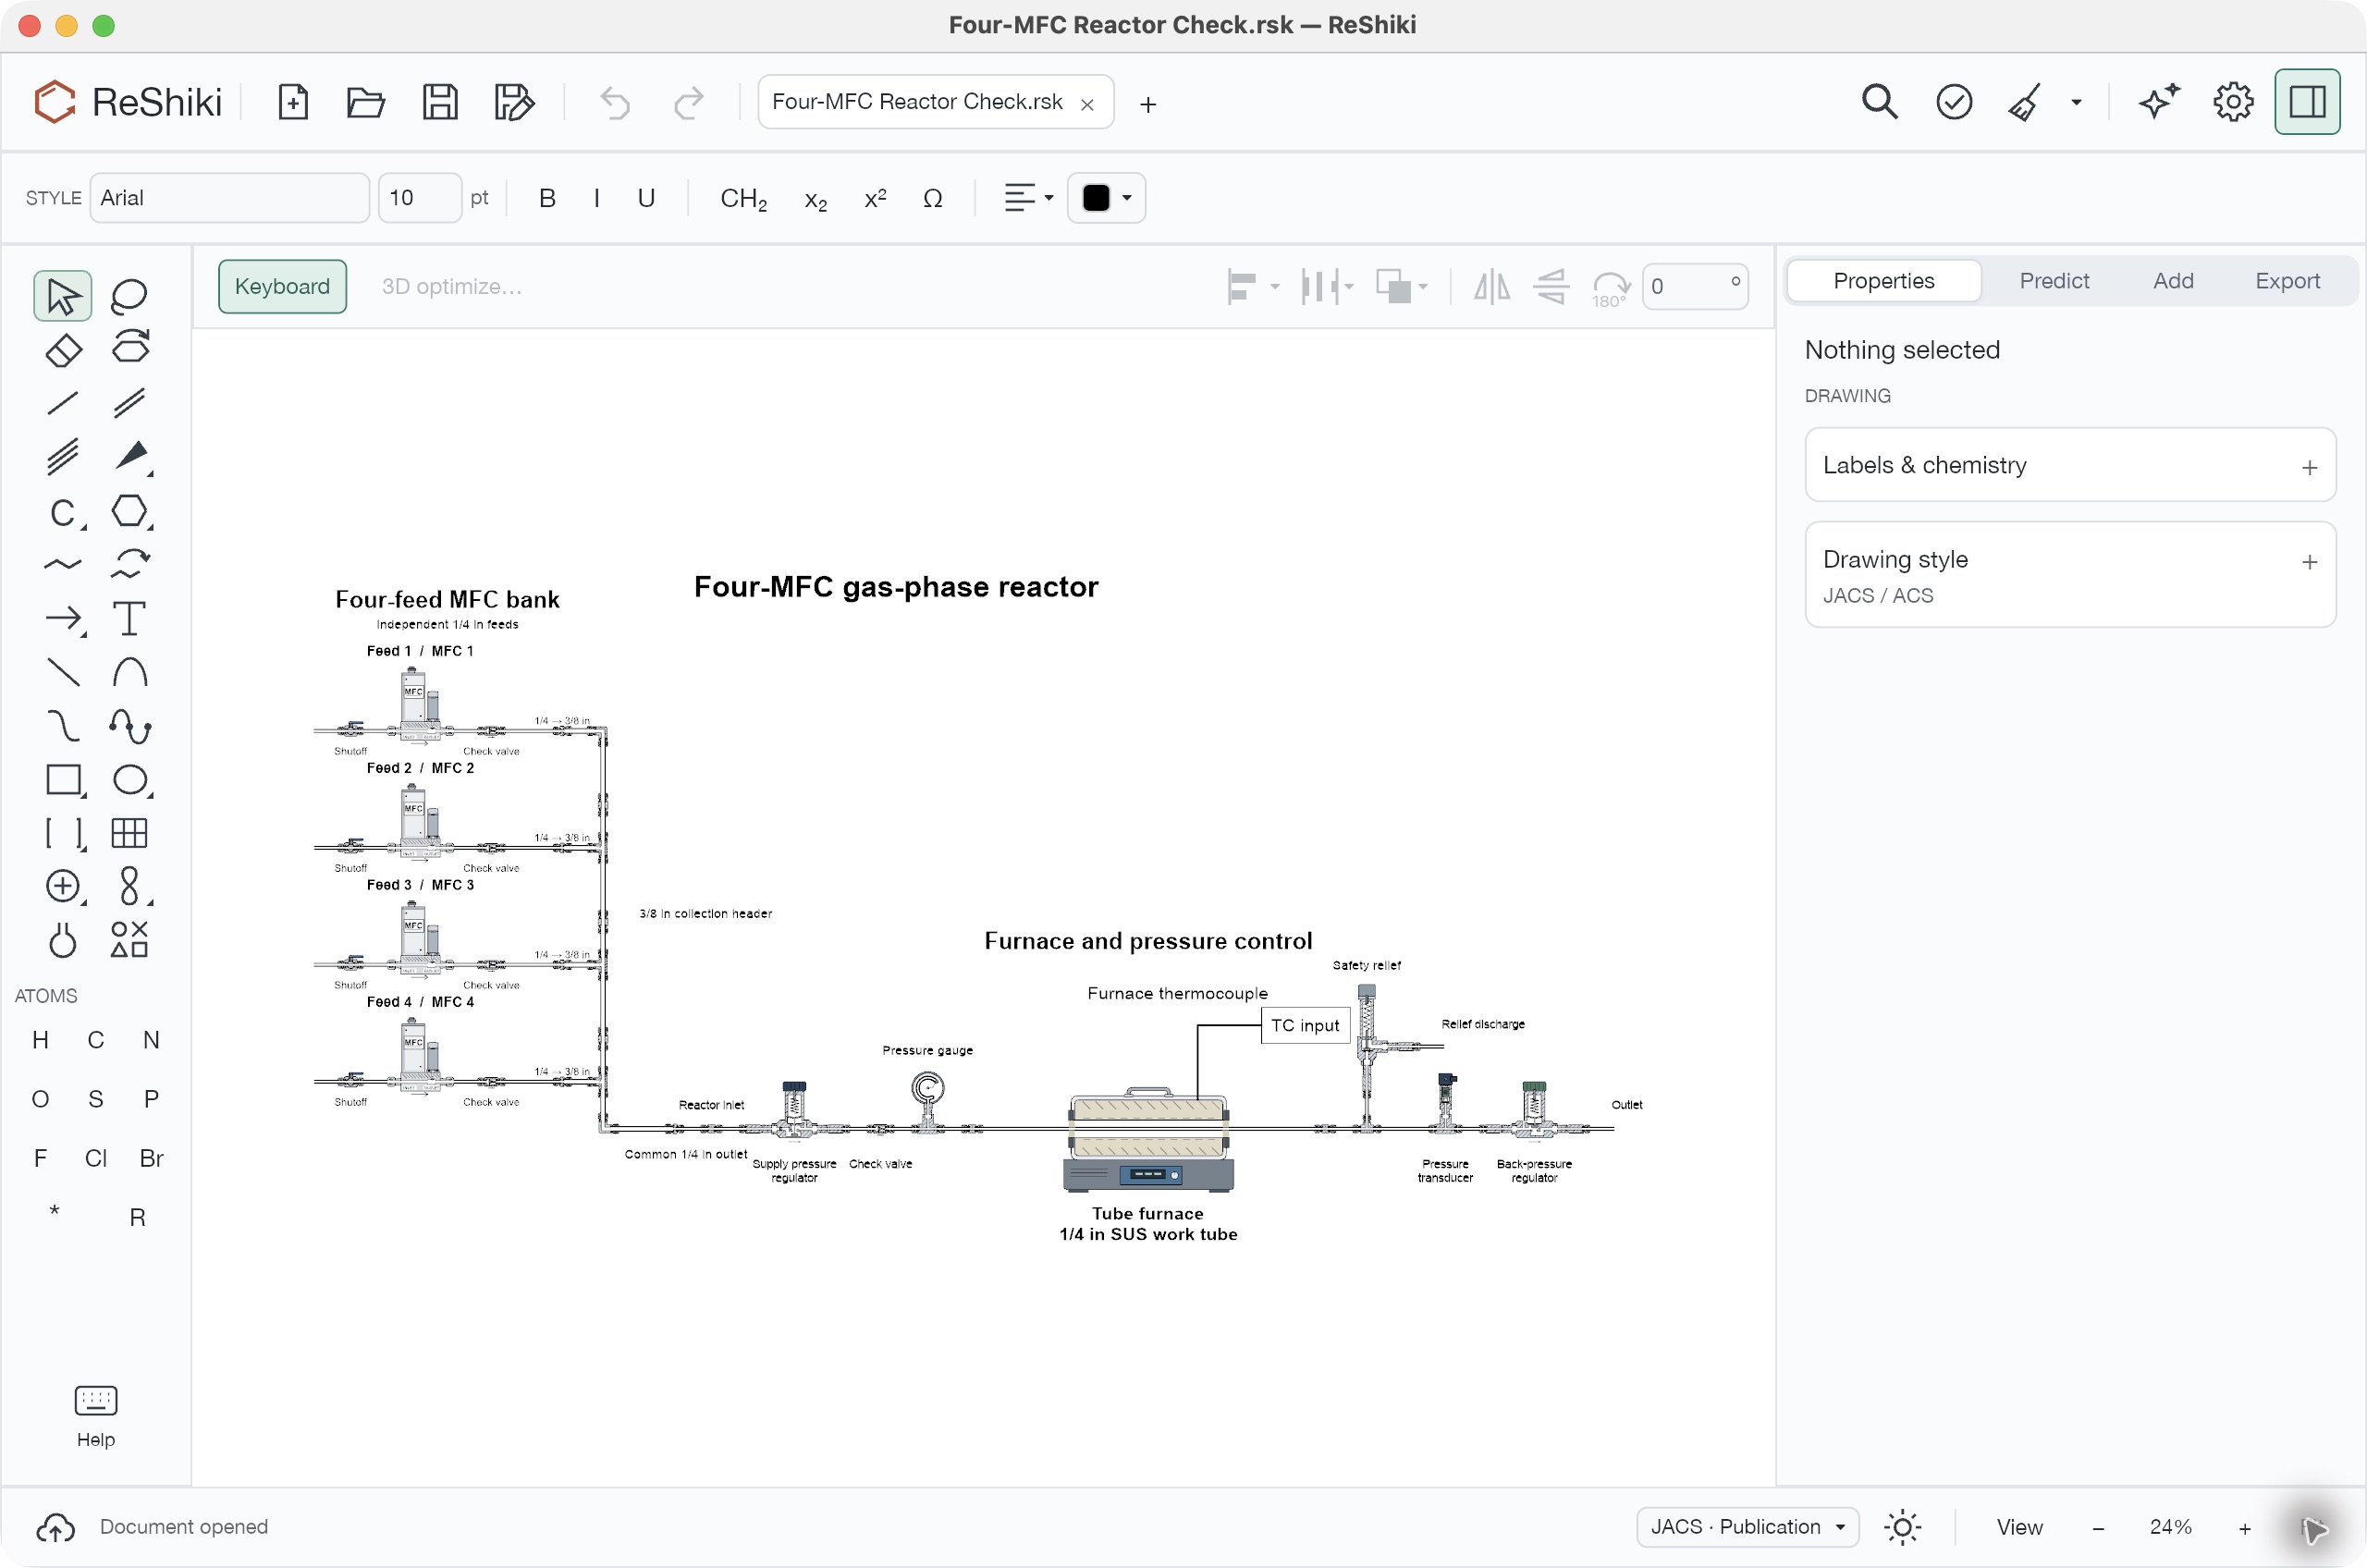 Four-MFC Reactor Check.rsk — ReShiki
ReShiki
Four-MFC Reactor Check.rsk
STYLE
Arial
10
pt
B
I
U
CH₂
x₂
x²
Ω
Keyboard
3D optimize…
180°
0
°
Properties
Predict
Add
Export
Nothing selected
DRAWING
Labels & chemistry
Drawing style
JACS / ACS
C
T
ATOMS
H C N
O S P
F Cl Br
* R
Help
Four-MFC gas-phase reactor
Four-feed MFC bank
Independent 1/4 in feeds
Feed 1 / MFC 1
MFC
1/4 → 3/8 in
Shutoff
Check valve
Feed 2 / MFC 2
MFC
1/4 → 3/8 in
Shutoff
Check valve
Feed 3 / MFC 3
MFC
1/4 → 3/8 in
Shutoff
Check valve
Feed 4 / MFC 4
MFC
1/4 → 3/8 in
Shutoff
Check valve
3/8 in collection header
Furnace and pressure control
Safety relief
Furnace thermocouple
TC input
Relief discharge
Pressure gauge
Reactor inlet
Outlet
Common 1/4 in outlet
Supply pressure
regulator
Check valve
Pressure
transducer
Back-pressure
regulator
Tube furnace
1/4 in SUS work tube
Document opened
JACS · Publication
View
−
24%
+